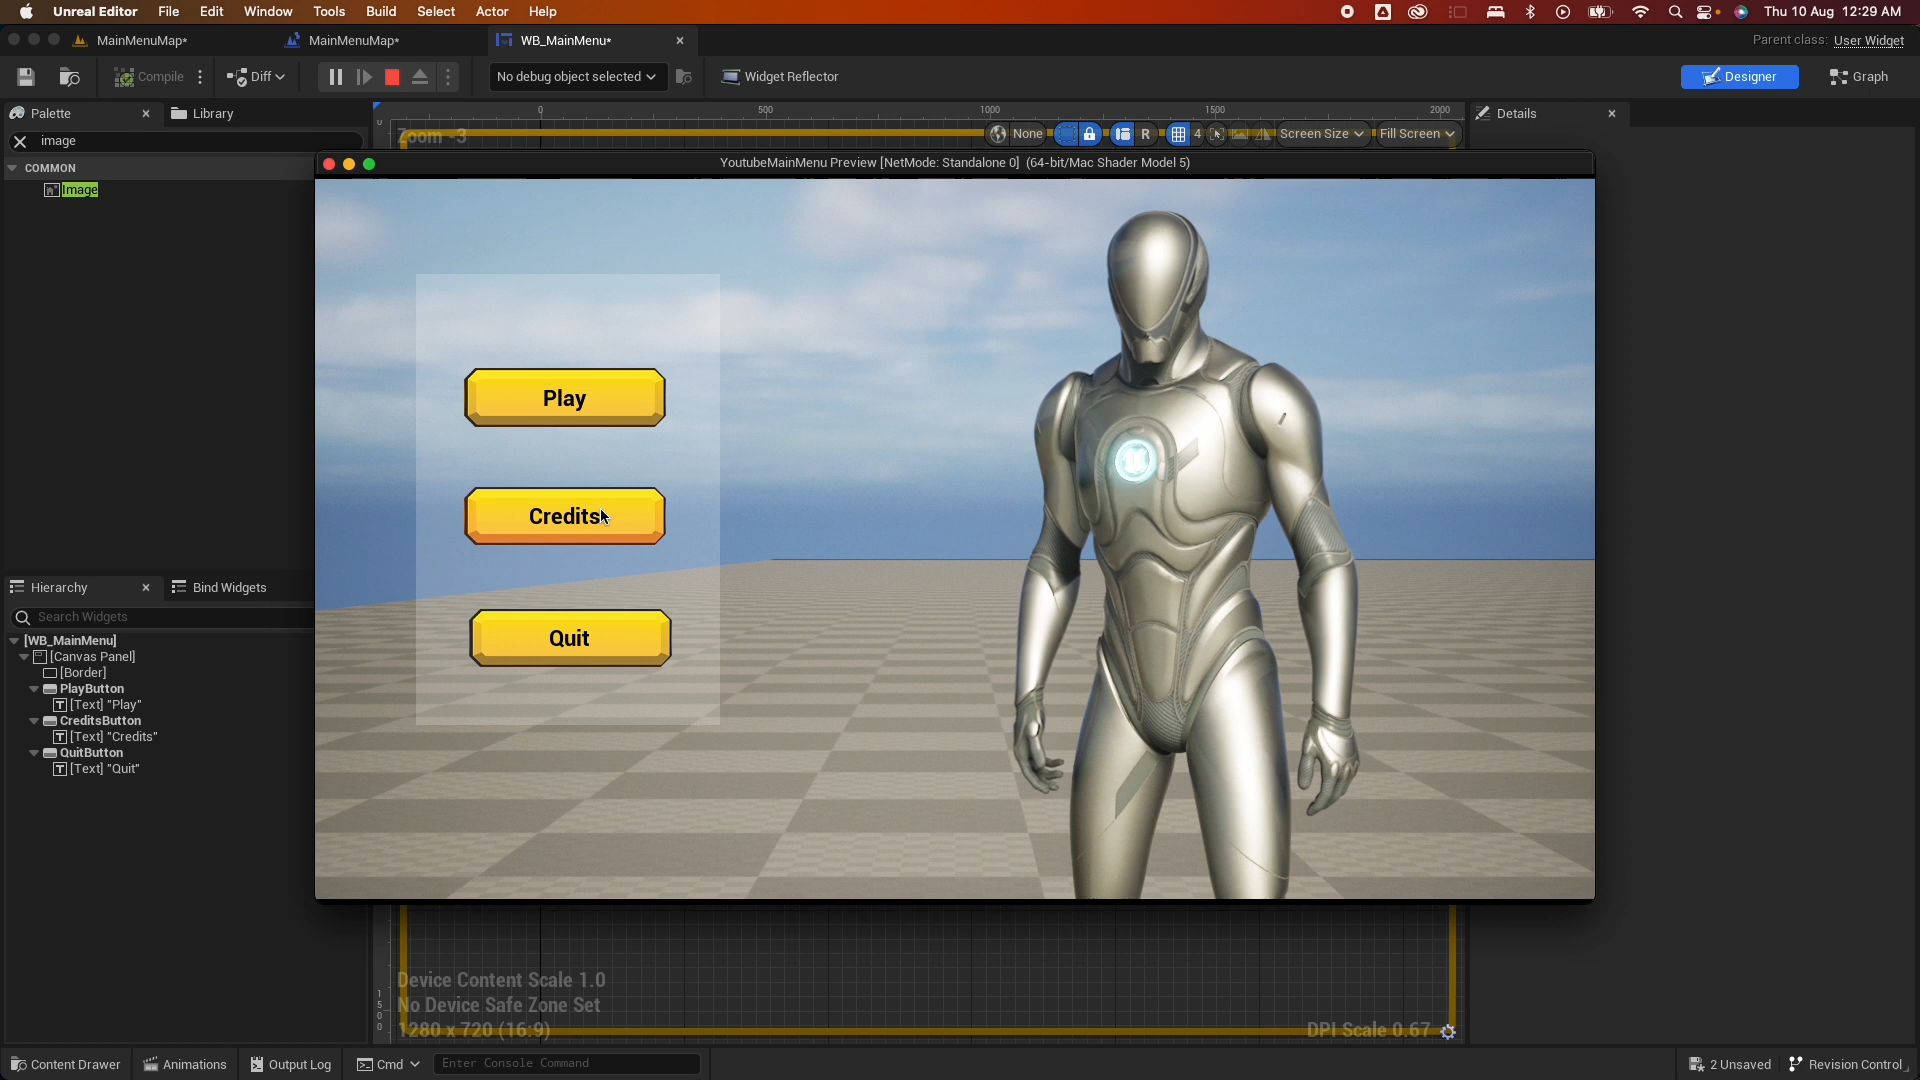 Unreal Editor File Edit Window Tools Build Select Actor Help Thu 10 Aug 12:29 AM
MainMenuMap* MainMenuMap* WB_MainMenu* Parent class: User Widget
Compile Diff No debug object selected Widget Reflector Designer Graph
Palette Library 0 500 1000 1500 2000 Details
image Zoom -3 None R 4 Screen Size Fill Screen
COMMON
Image
YoutubeMainMenu Preview [NetMode: Standalone 0] (64-bit/Mac Shader Model 5)
Play
Credits
Quit
Hierarchy Bind Widgets
Search Widgets
[WB_MainMenu]
[Canvas Panel]
[Border]
PlayButton
[Text] "Play"
CreditsButton
[Text] "Credits"
QuitButton
[Text] "Quit"
Device Content Scale 1.0
No Device Safe Zone Set
1280 x 720 (16:9) DPI Scale 0.67
Content Drawer Animations Output Log Cmd Enter Console Command 2 Unsaved Revision Control